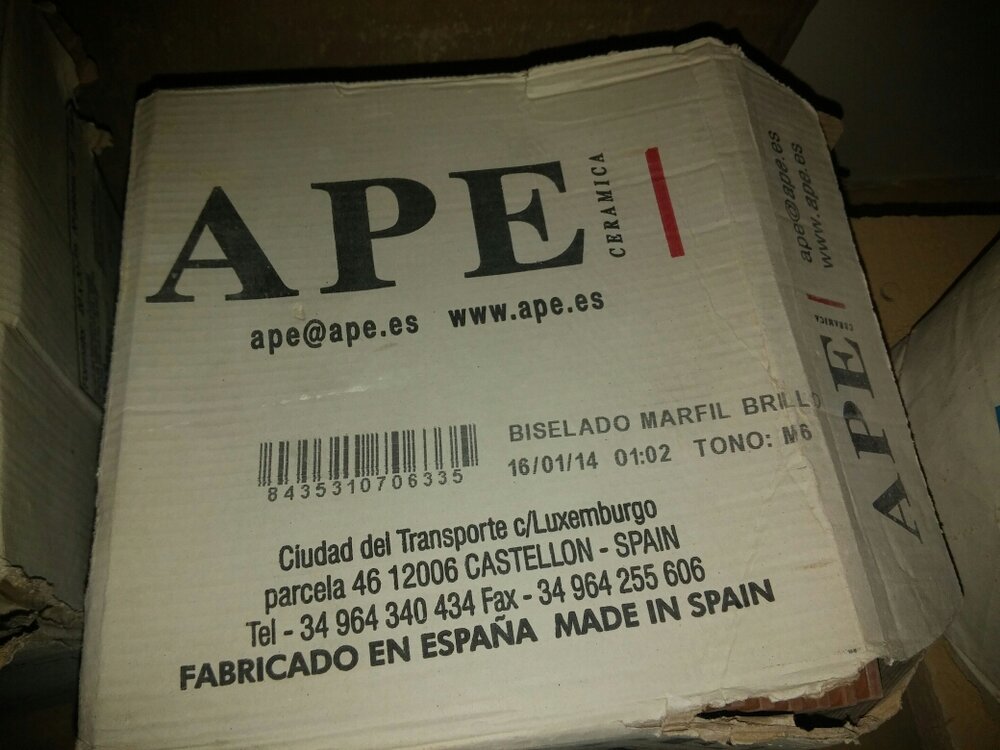 APE CERAMICA
ape@ape.es www.ape.es
BISELADO MARFIL BRILLO
16/01/14 01:02 TONO: M6
8435310706335
Ciudad del Transporte c/Luxemburgo
parcela 46 12006 CASTELLON - SPAIN
Tel - 34 964 340 434 Fax - 34 964 255 606
FABRICADO EN ESPAÑA MADE IN SPAIN
APE CERAMICA
ape@ape.es
www.ape.es